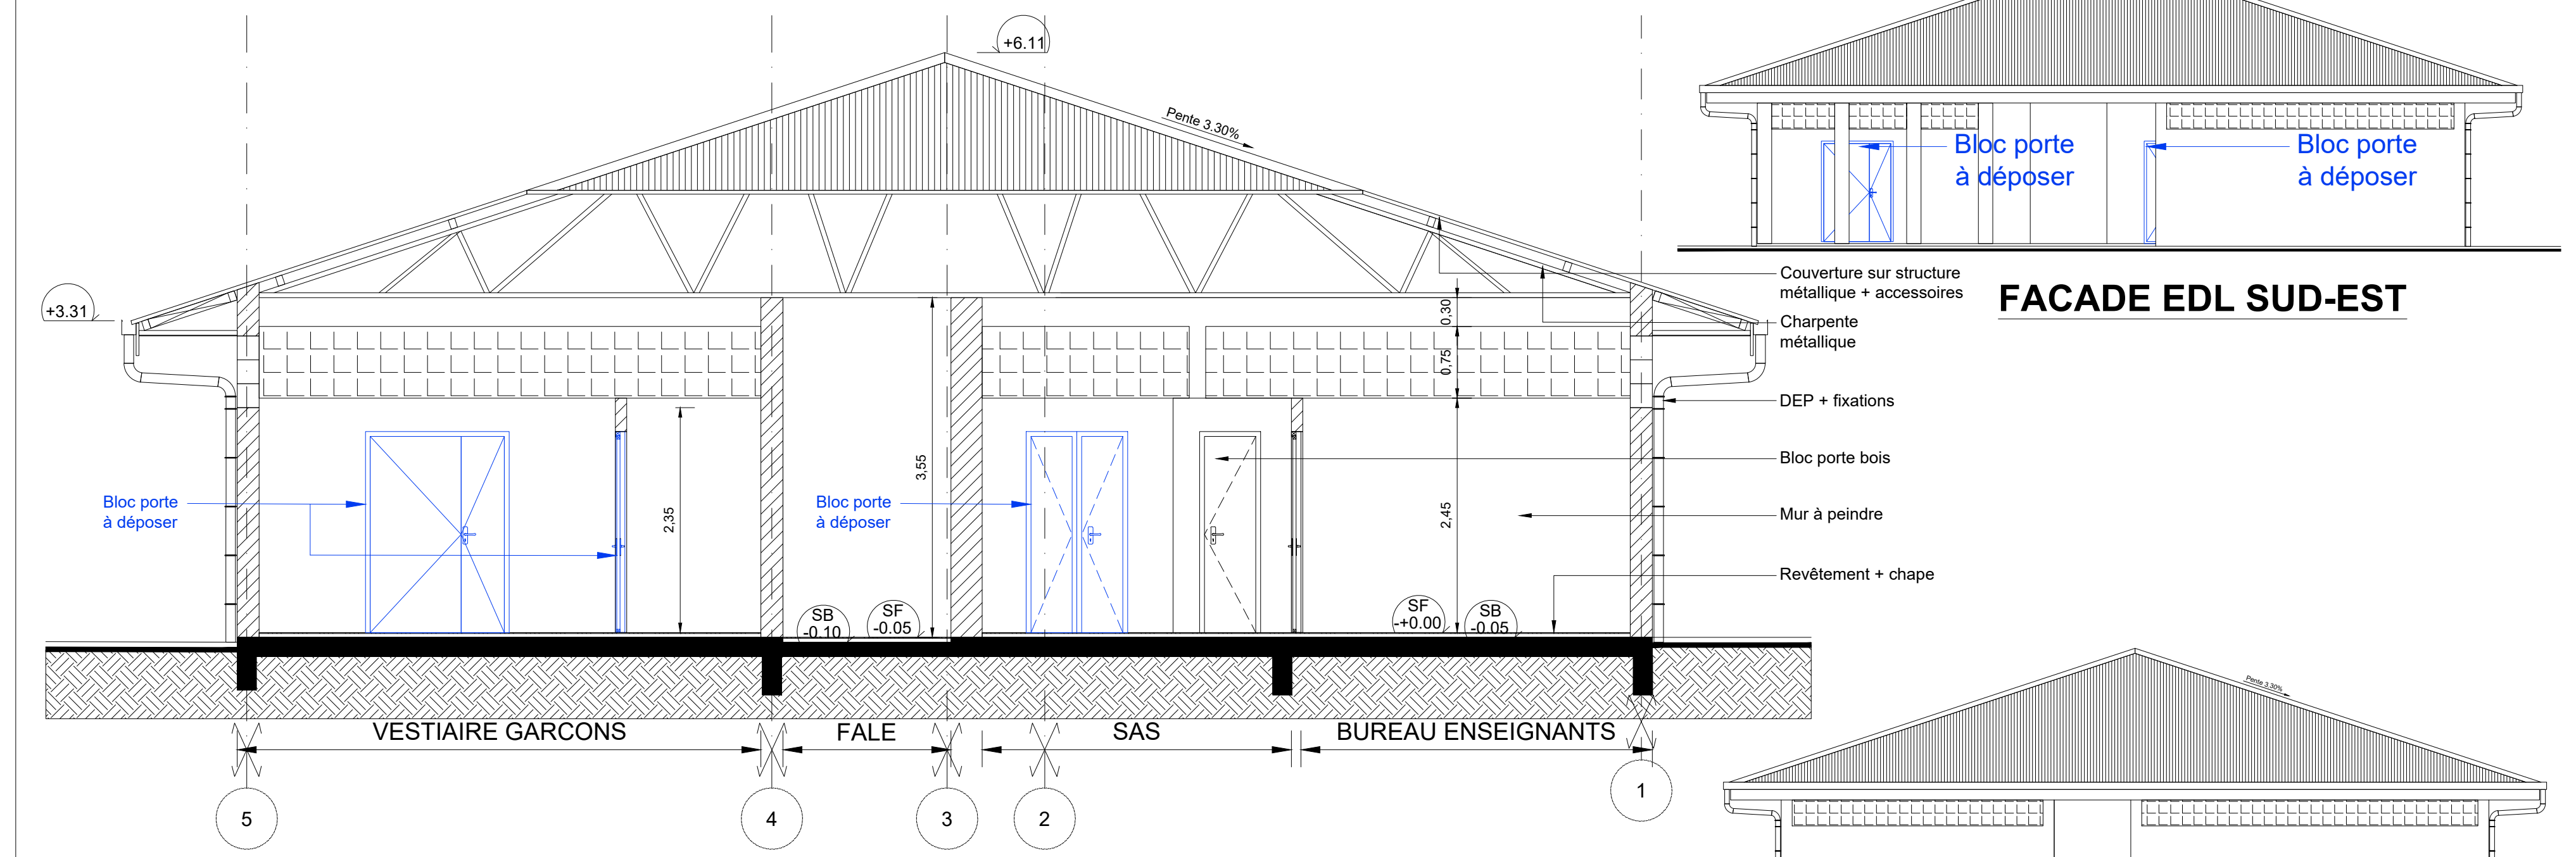 +6.11
Pente 3.30%
+3.31
0,30
0,75
2,45
3,55
2,35
Bloc porte
à déposer
Bloc porte
à déposer
SB
-0.10
SF
-0.05
SF
-+0.00
SB
-0.05
Couverture sur structure
métallique + accessoires
Charpente
métallique
DEP + fixations
Bloc porte bois
Mur à peindre
Revêtement + chape
VESTIAIRE GARCONS
FALE
SAS
BUREAU ENSEIGNANTS
5
4
3
2
1
Bloc porte
à déposer
Bloc porte
à déposer
FACADE EDL SUD-EST
Pente 3.30%